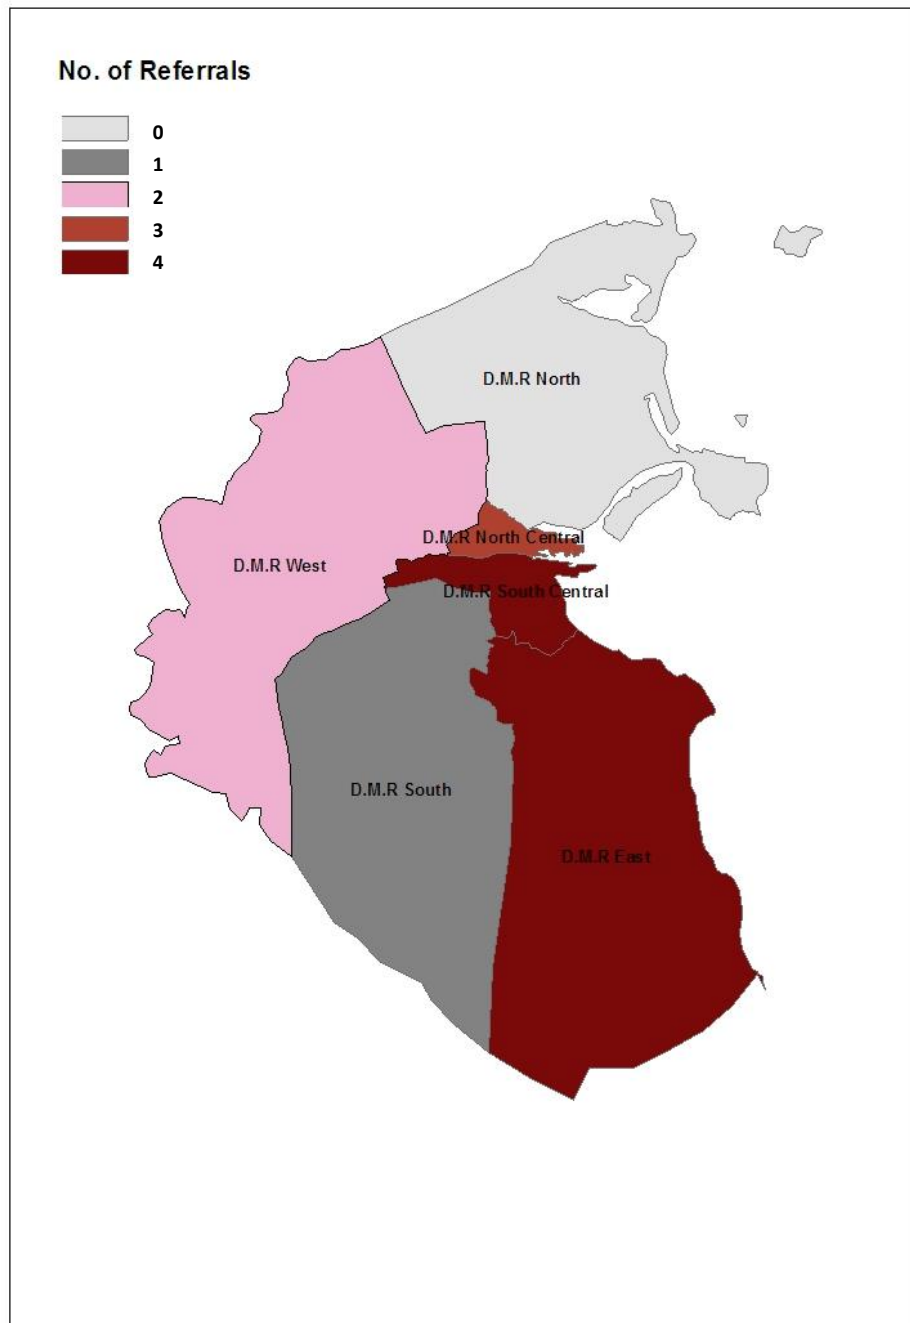 No. of Referrals
0
1
2
3
4
D.M.R North
D.M.R North Central
D.M.R West
D.M.R South Central
D.M.R South
D.M.R East